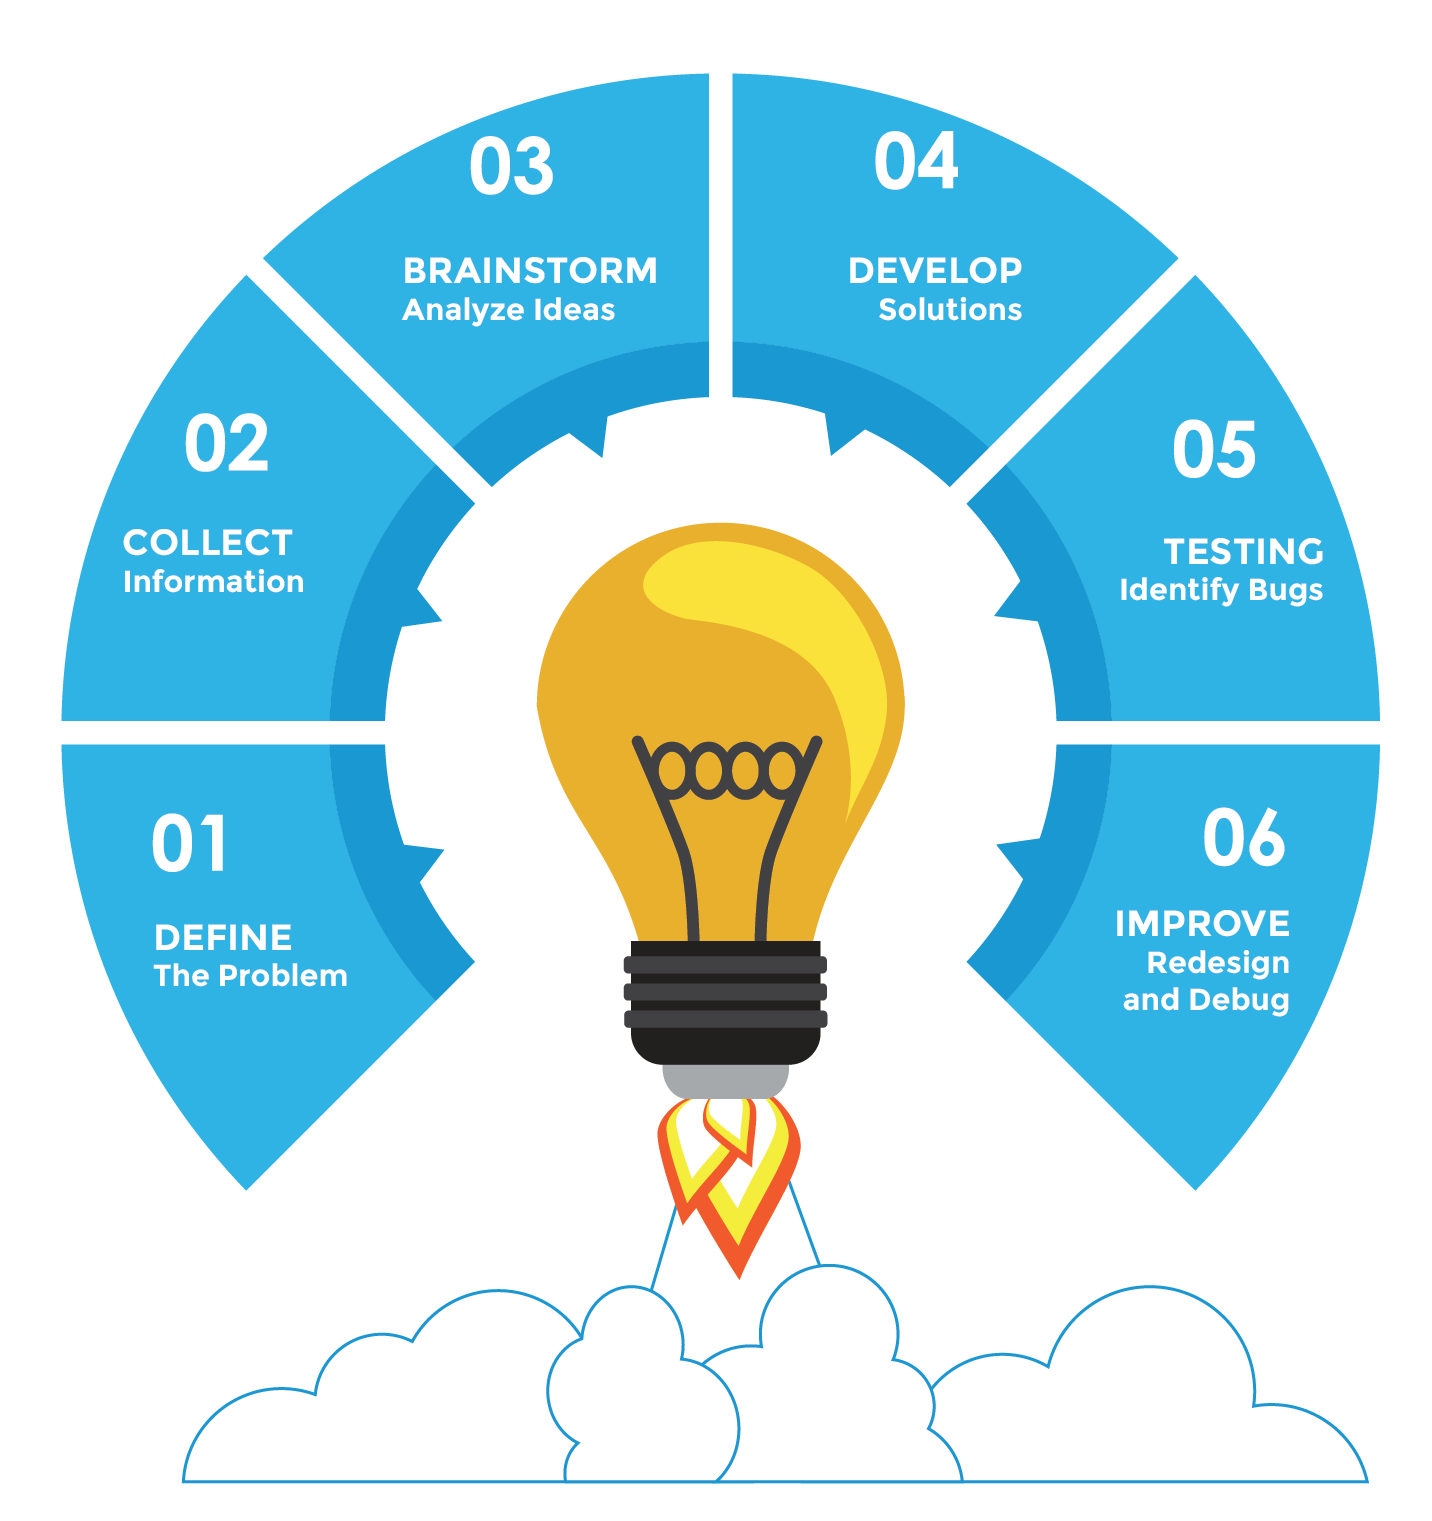 01
DEFINE
The Problem
02
COLLECT
Information
03
BRAINSTORM
Analyze Ideas
04
DEVELOP
Solutions
05
TESTING
Identify Bugs
06
IMPROVE
Redesign
and Debug